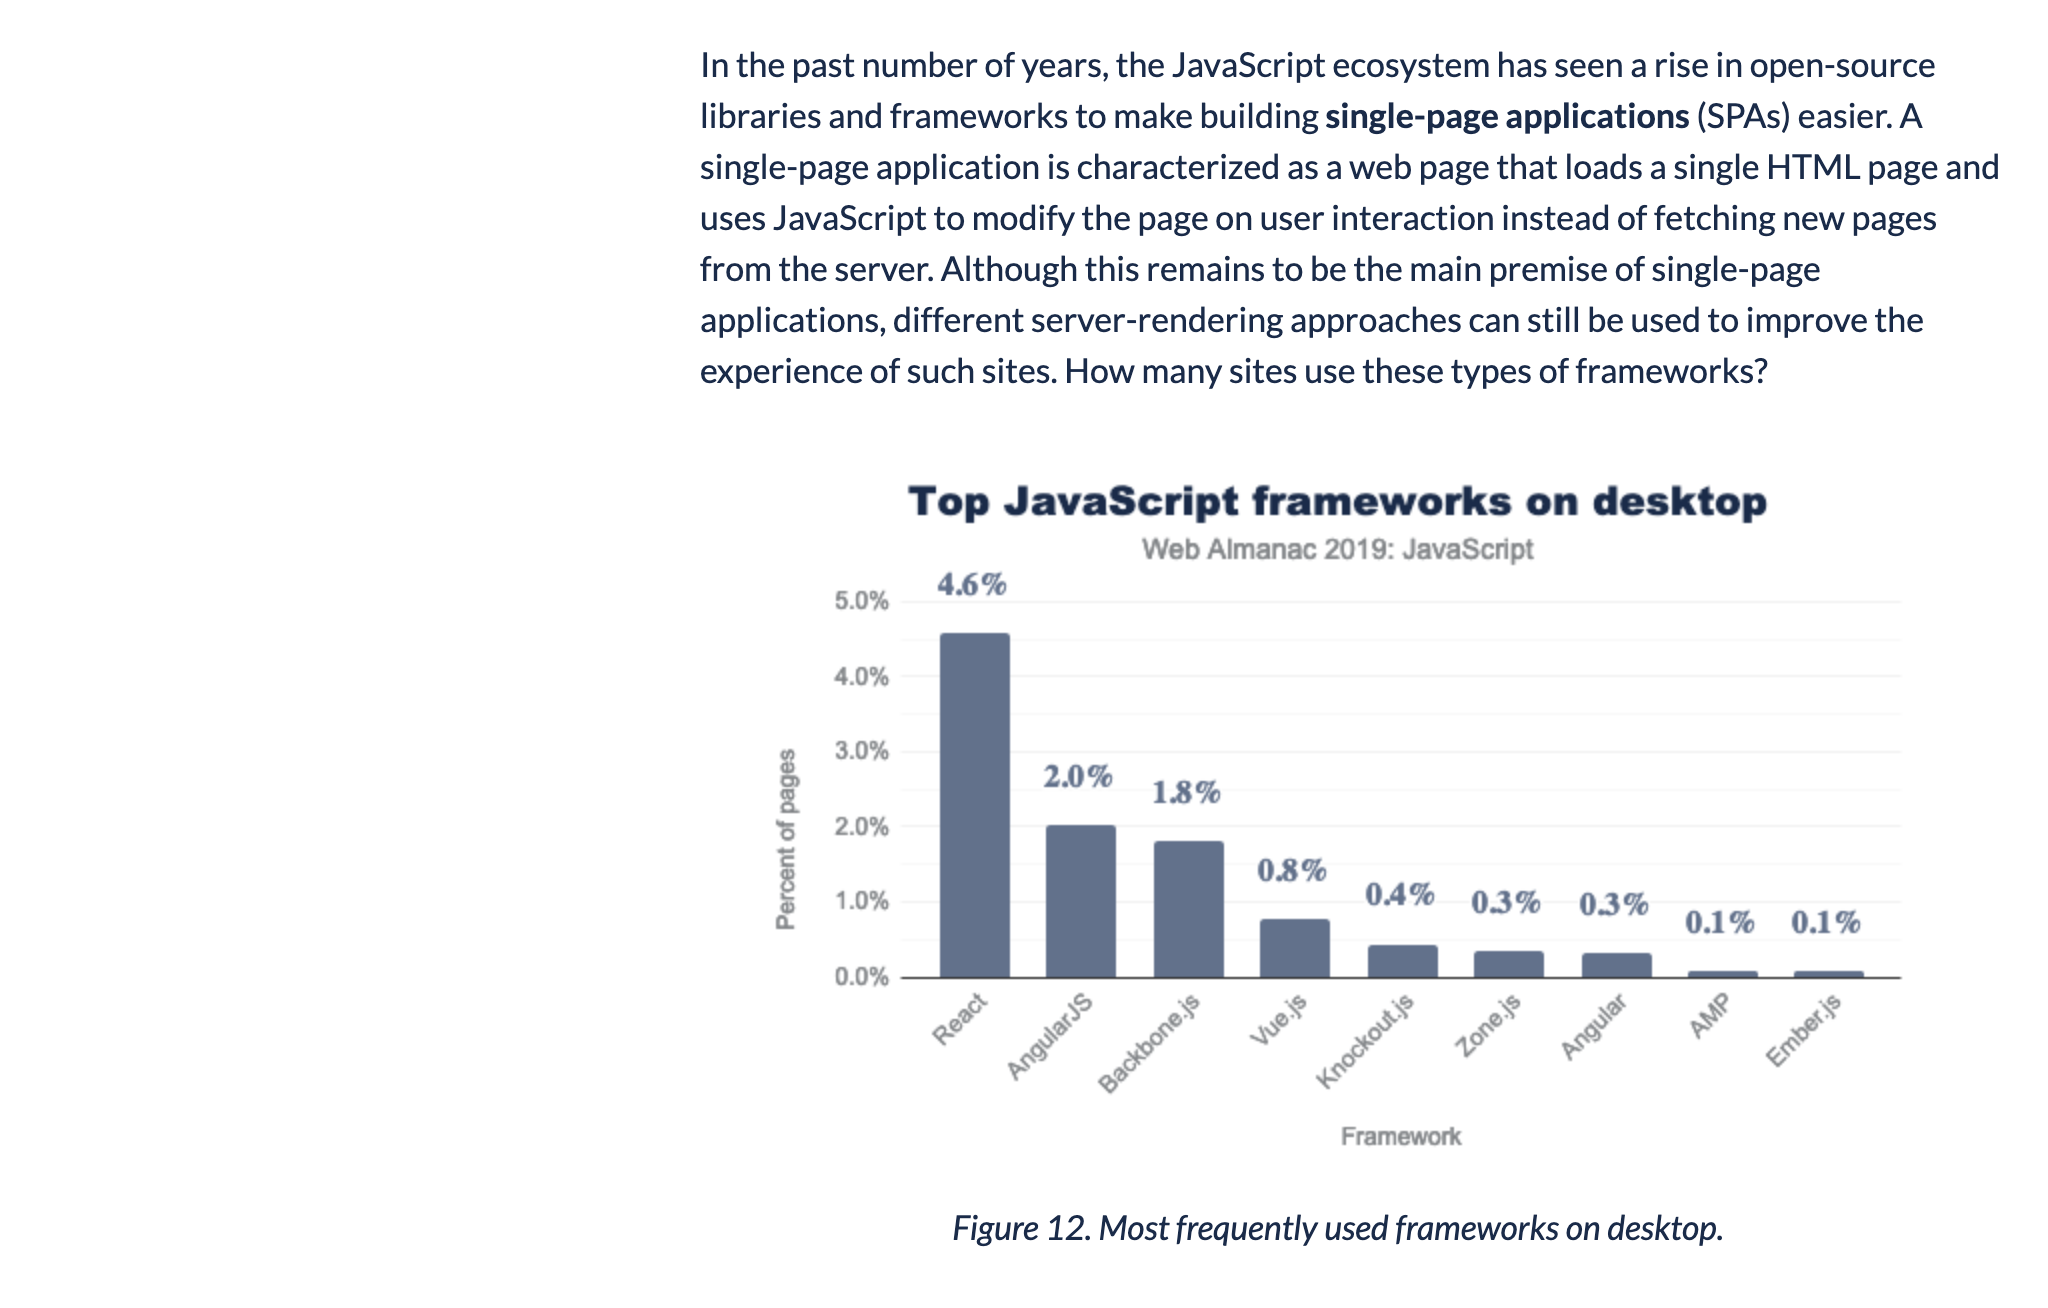 In the past number of years, the JavaScript ecosystem has seen a rise in open-source
libraries and frameworks to make building single-page applications (SPAs) easier. A
single-page application is characterized as a web page that loads a single HTML page and
uses JavaScript to modify the page on user interaction instead of fetching new pages
from the server. Although this remains to be the main premise of single-page
applications, different server-rendering approaches can still be used to improve the
experience of such sites. How many sites use these types of frameworks?
Top JavaScript frameworks on desktop
Web Almanac 2019: JavaScript
Percent of pages
5.0%
4.0%
3.0%
2.0%
1.0%
0.0%
4.6%
2.0%
1.8%
0.8%
0.4%
0.3%
0.3%
0.1%
0.1%
React
AngularJS
Backbone.js
Vue.js
Knockout.js
Zone.js
Angular
AMP
Ember.js
Framework
Figure 12. Most frequently used frameworks on desktop.